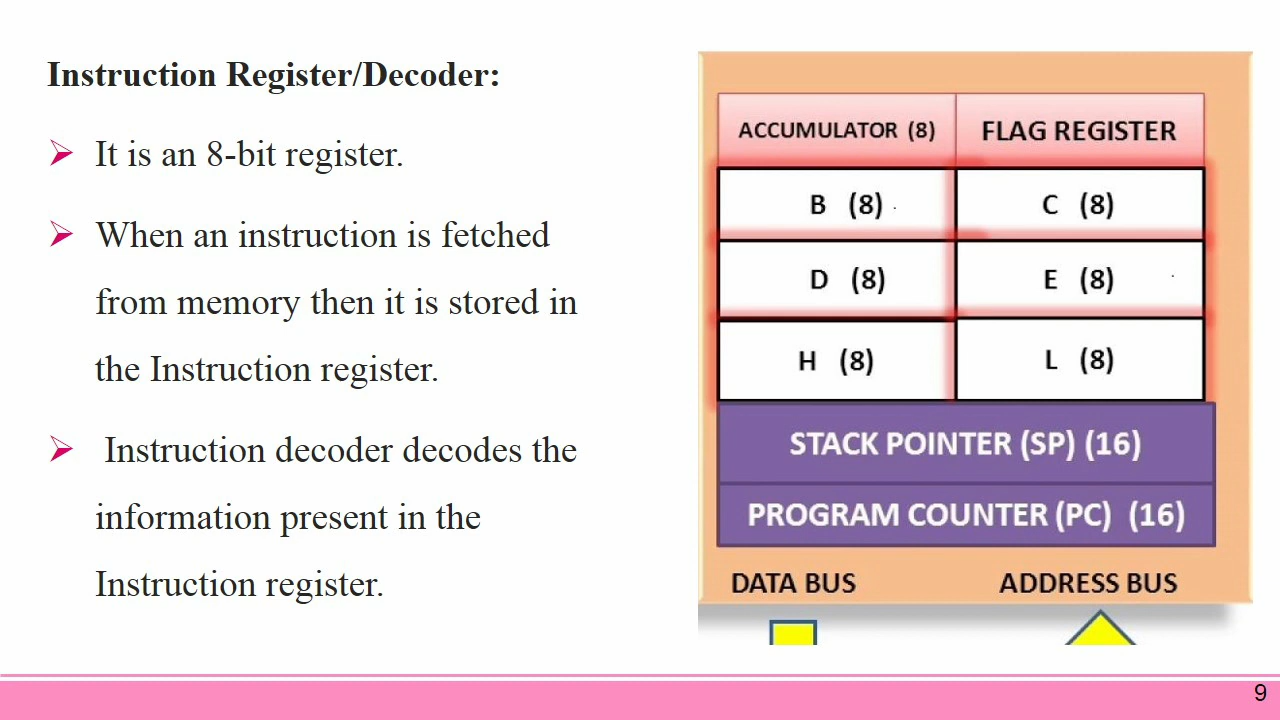 Instruction Register/Decoder:
It is an 8-bit register.
When an instruction is fetched
from memory then it is stored in
the Instruction register.
Instruction decoder decodes the
information present in the
Instruction register.
ACCUMULATOR (8) FLAG REGISTER
B (8) C (8)
D (8) E (8)
H (8) L (8)
STACK POINTER (SP) (16)
PROGRAM COUNTER (PC) (16)
DATA BUS ADDRESS BUS
9